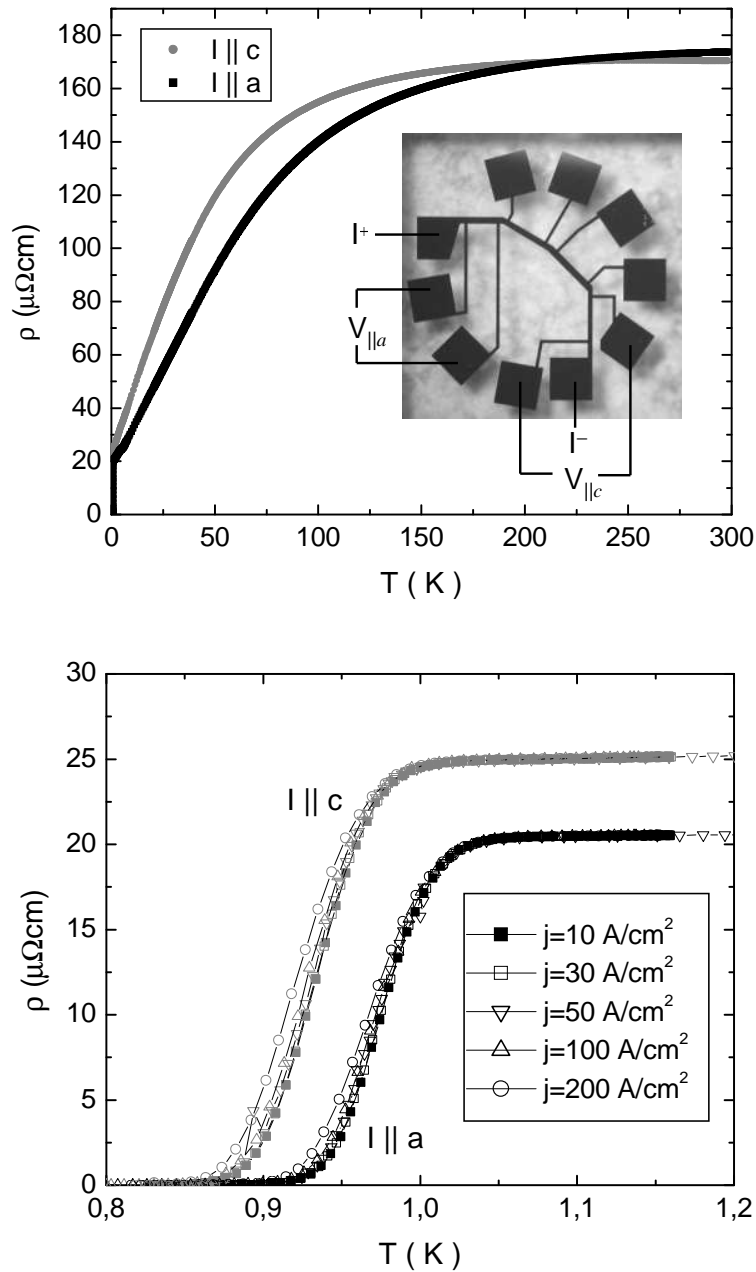 180
160
140
120
100
80
60
40
20
0
ρ (μΩcm)
I || c
I || a
I⁺
V||a
I⁻
V||c
0 50 100 150 200 250 300
T ( K )
30
25
20
15
10
5
0
ρ (μΩcm)
I || c
I || a
j=10 A/cm²
j=30 A/cm²
j=50 A/cm²
j=100 A/cm²
j=200 A/cm²
0,8 0,9 1,0 1,1 1,2
T ( K )